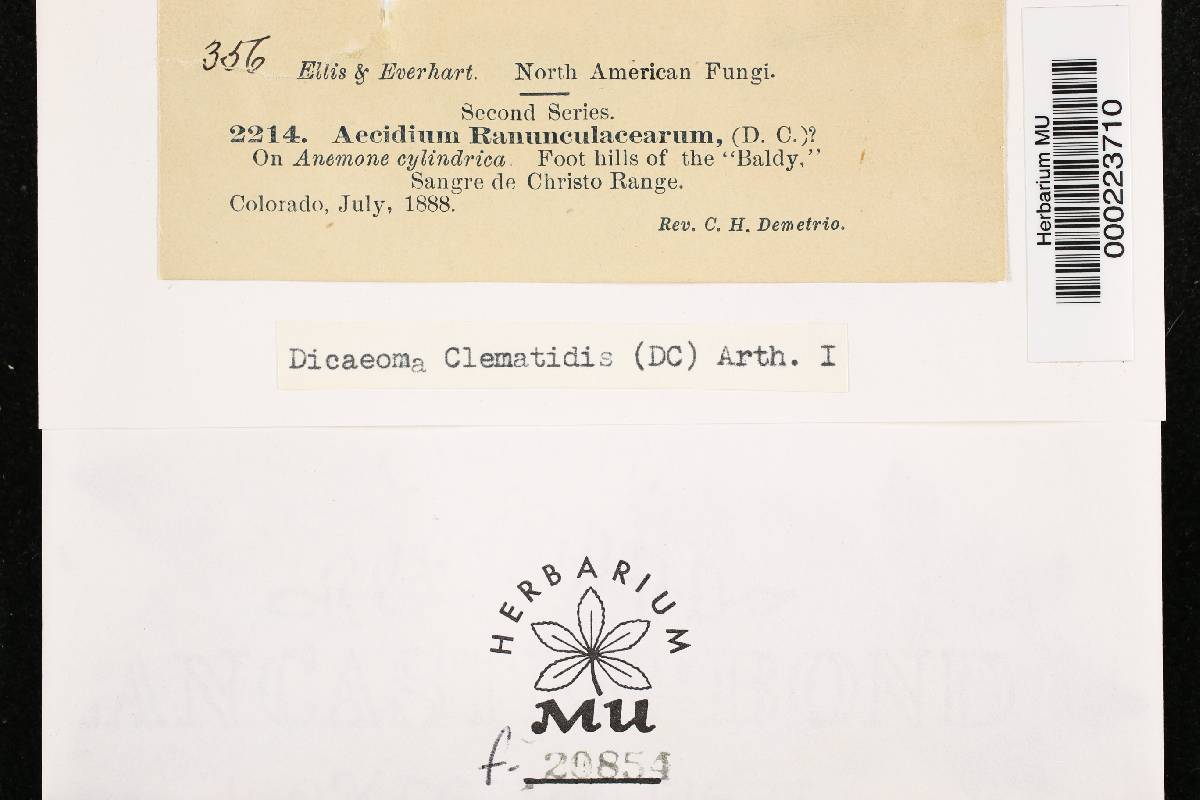 356
Ellis & Everhart. North American Fungi.
Second Series.
2214. Aecidium Ranunculacearum, (D. C.)?
On Anemone cylindrica. Foot hills of the "Baldy,"
Sangre de Christo Range.
Colorado, July, 1888.
Rev. C. H. Demetrio.
Herbarium MU
000223710
Dicaeoma Clematidis (DC) Arth. I
HERBARIUM
MU
f. 20854